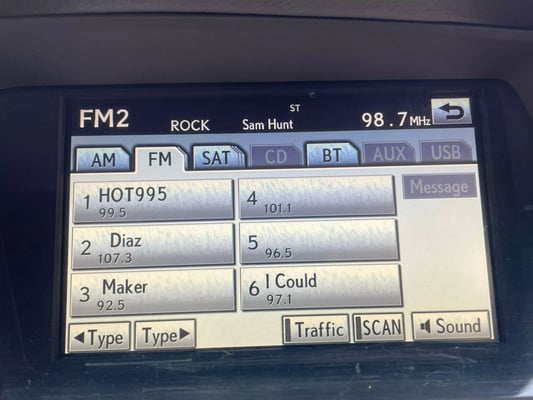 ST
FM2 ROCK Sam Hunt 98.7 MHz
AM FM SAT CD BT AUX USB
1 HOT995 99.5
4 101.1
Message
2 Diaz 107.3
5 96.5
3 Maker 92.5
6 I Could 97.1
◀Type Type▶ Traffic SCAN Sound